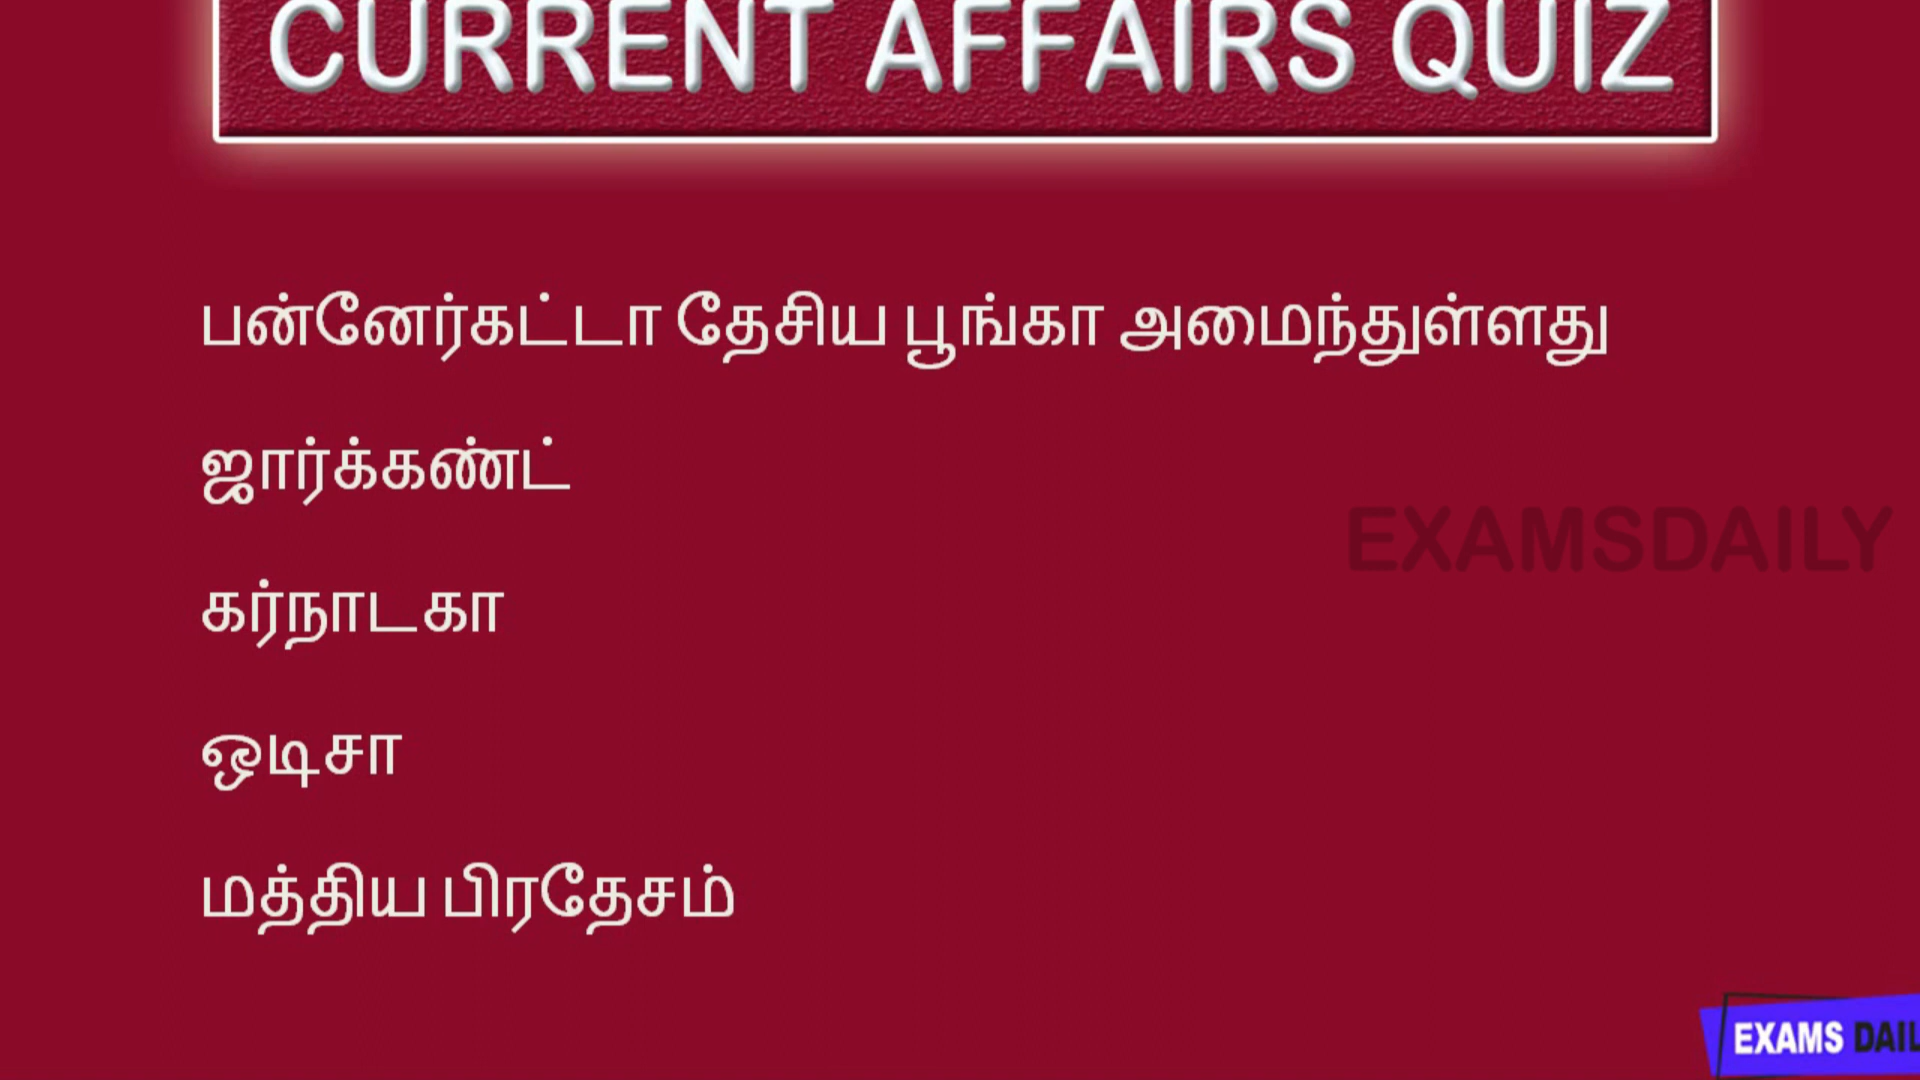 CURRENT AFFAIRS QUIZ
பன்னேர்கட்டா தேசிய பூங்கா அமைந்துள்ளது
ஜார்க்கண்ட்
EXAMSDAILY
கர்நாடகா
ஒடிசா
மத்திய பிரதேசம்
EXAMS DAIL